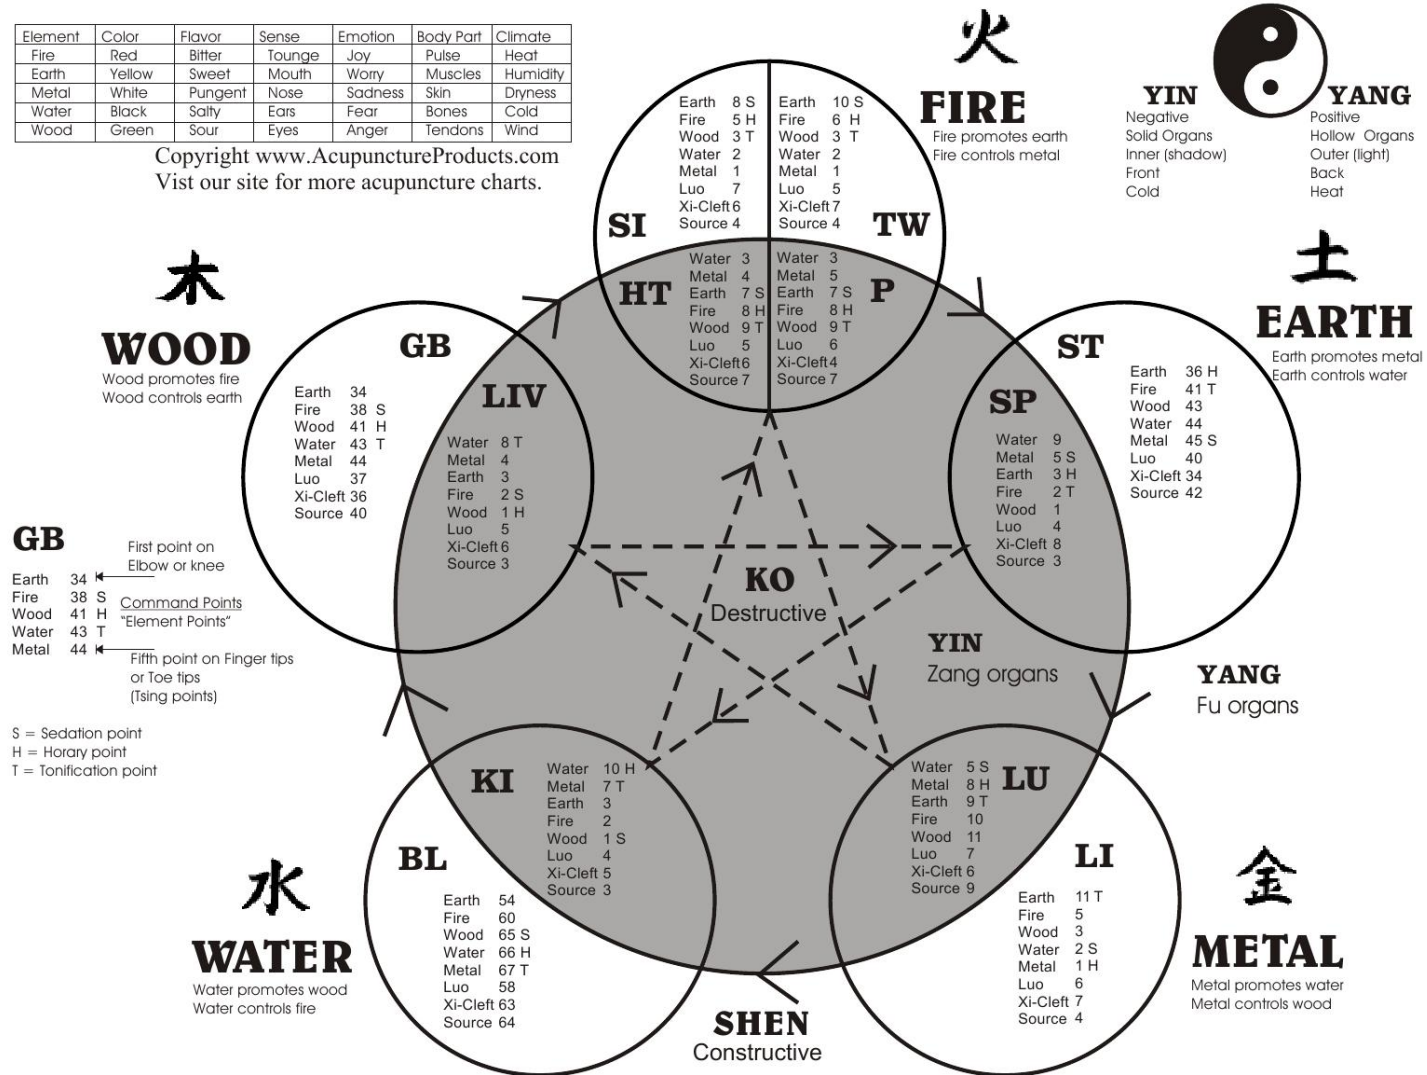 Element Color Flavor Sense Emotion Body Part Climate
Fire Red Bitter Tounge Joy Pulse Heat
Earth Yellow Sweet Mouth Worry Muscles Humidity
Metal White Pungent Nose Sadness Skin Dryness
Water Black Salty Ears Fear Bones Cold
Wood Green Sour Eyes Anger Tendons Wind
Copyright www.AcupunctureProducts.com
Vist our site for more acupuncture charts.
火
FIRE
Fire promotes earth
Fire controls metal
YIN
Negative
Solid Organs
Inner (shadow)
Front
Cold
YANG
Positive
Hollow Organs
Outer (light)
Back
Heat
SI
Earth 8 S
Fire 5 H
Wood 3 T
Water 2
Metal 1
Luo 7
Xi-Cleft 6
Source 4
TW
Earth 10 S
Fire 6 H
Wood 3 T
Water 2
Metal 1
Luo 5
Xi-Cleft 7
Source 4
HT
Water 3
Metal 4
Earth 7 S
Fire 8 H
Wood 9 T
Luo 5
Xi-Cleft 6
Source 7
P
Water 3
Metal 5
Earth 7 S
Fire 8 H
Wood 9 T
Luo 6
Xi-Cleft 4
Source 7
木
WOOD
Wood promotes fire
Wood controls earth
GB
Earth 34
Fire 38 S
Wood 41 H
Water 43 T
Metal 44
Luo 37
Xi-Cleft 36
Source 40
LIV
Water 8 T
Metal 4
Earth 3
Fire 2 S
Wood 1 H
Luo 5
Xi-Cleft 6
Source 3
土
EARTH
Earth promotes metal
Earth controls water
ST
Earth 36 H
Fire 41 T
Wood 43
Water 44
Metal 45 S
Luo 40
Xi-Cleft 34
Source 42
SP
Water 9
Metal 5 S
Earth 3 H
Fire 2 T
Wood 1
Luo 4
Xi-Cleft 8
Source 3
GB
Earth 34
Fire 38 S
Wood 41 H
Water 43 T
Metal 44
First point on
Elbow or knee
Command Points
"Element Points"
Fifth point on Finger tips
or Toe tips
(Tsing points)
S = Sedation point
H = Horary point
T = Tonification point
KO
Destructive
YIN
Zang organs
YANG
Fu organs
KI
Water 10 H
Metal 7 T
Earth 3
Fire 2
Wood 1 S
Luo 4
Xi-Cleft 5
Source 3
BL
Earth 54
Fire 60
Wood 65 S
Water 66 H
Metal 67 T
Luo 58
Xi-Cleft 63
Source 64
水
WATER
Water promotes wood
Water controls fire
LU
Water 5 S
Metal 8 H
Earth 9 T
Fire 10
Wood 11
Luo 7
Xi-Cleft 6
Source 9
LI
Earth 11 T
Fire 5
Wood 3
Water 2 S
Metal 1 H
Luo 6
Xi-Cleft 7
Source 4
金
METAL
Metal promotes water
Metal controls wood
SHEN
Constructive